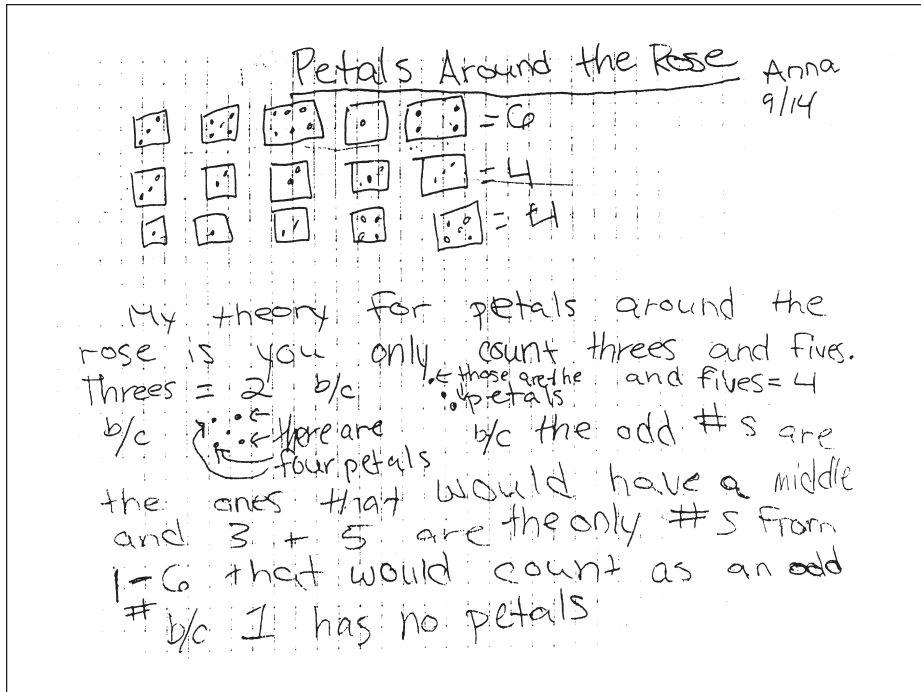 Petals Around the Rose
Anna
9/14
= 6
= 4
= 4
My theory for petals around the
rose is you only count threes and fives.
Threes = 2 b/c ← those are the petals and fives = 4
b/c ← there are four petals b/c the odd #s are
the ones that would have a middle
and 3 + 5 are the only #s from
1-6 that would count as an odd
# b/c 1 has no petals